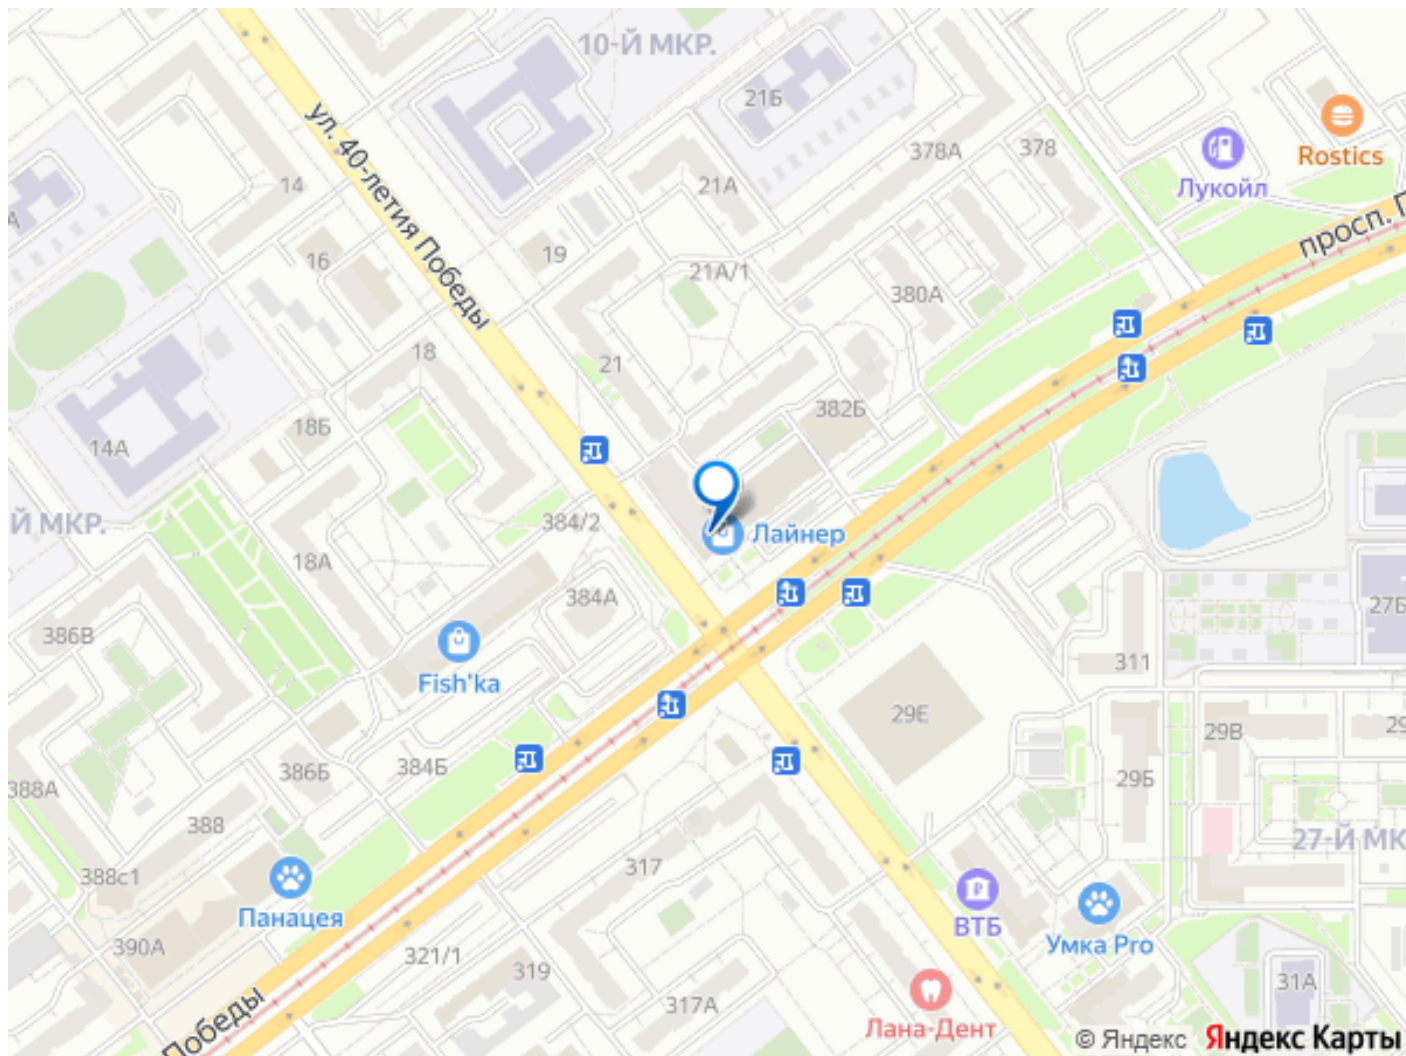 10-Й МКР.
21Б
Rostics
378А
378
Лукойл
ул. 40-летия Победы
14
21А
просп. П
А
16
19
21А/1
380А
18
21
382Б
18Б
14А
Й МКР.
384/2
Лайнер
18А
384А
27Б
386В
311
Fish'ka
29Е
29В
29
386Б
384Б
29Б
388А
388
27-Й МК
317
388с1
Панацея
ВТБ
Умка Pro
390А
321/1
319
31А
317А
Лана-Дент
Победы
© Яндекс Яндекс Карты